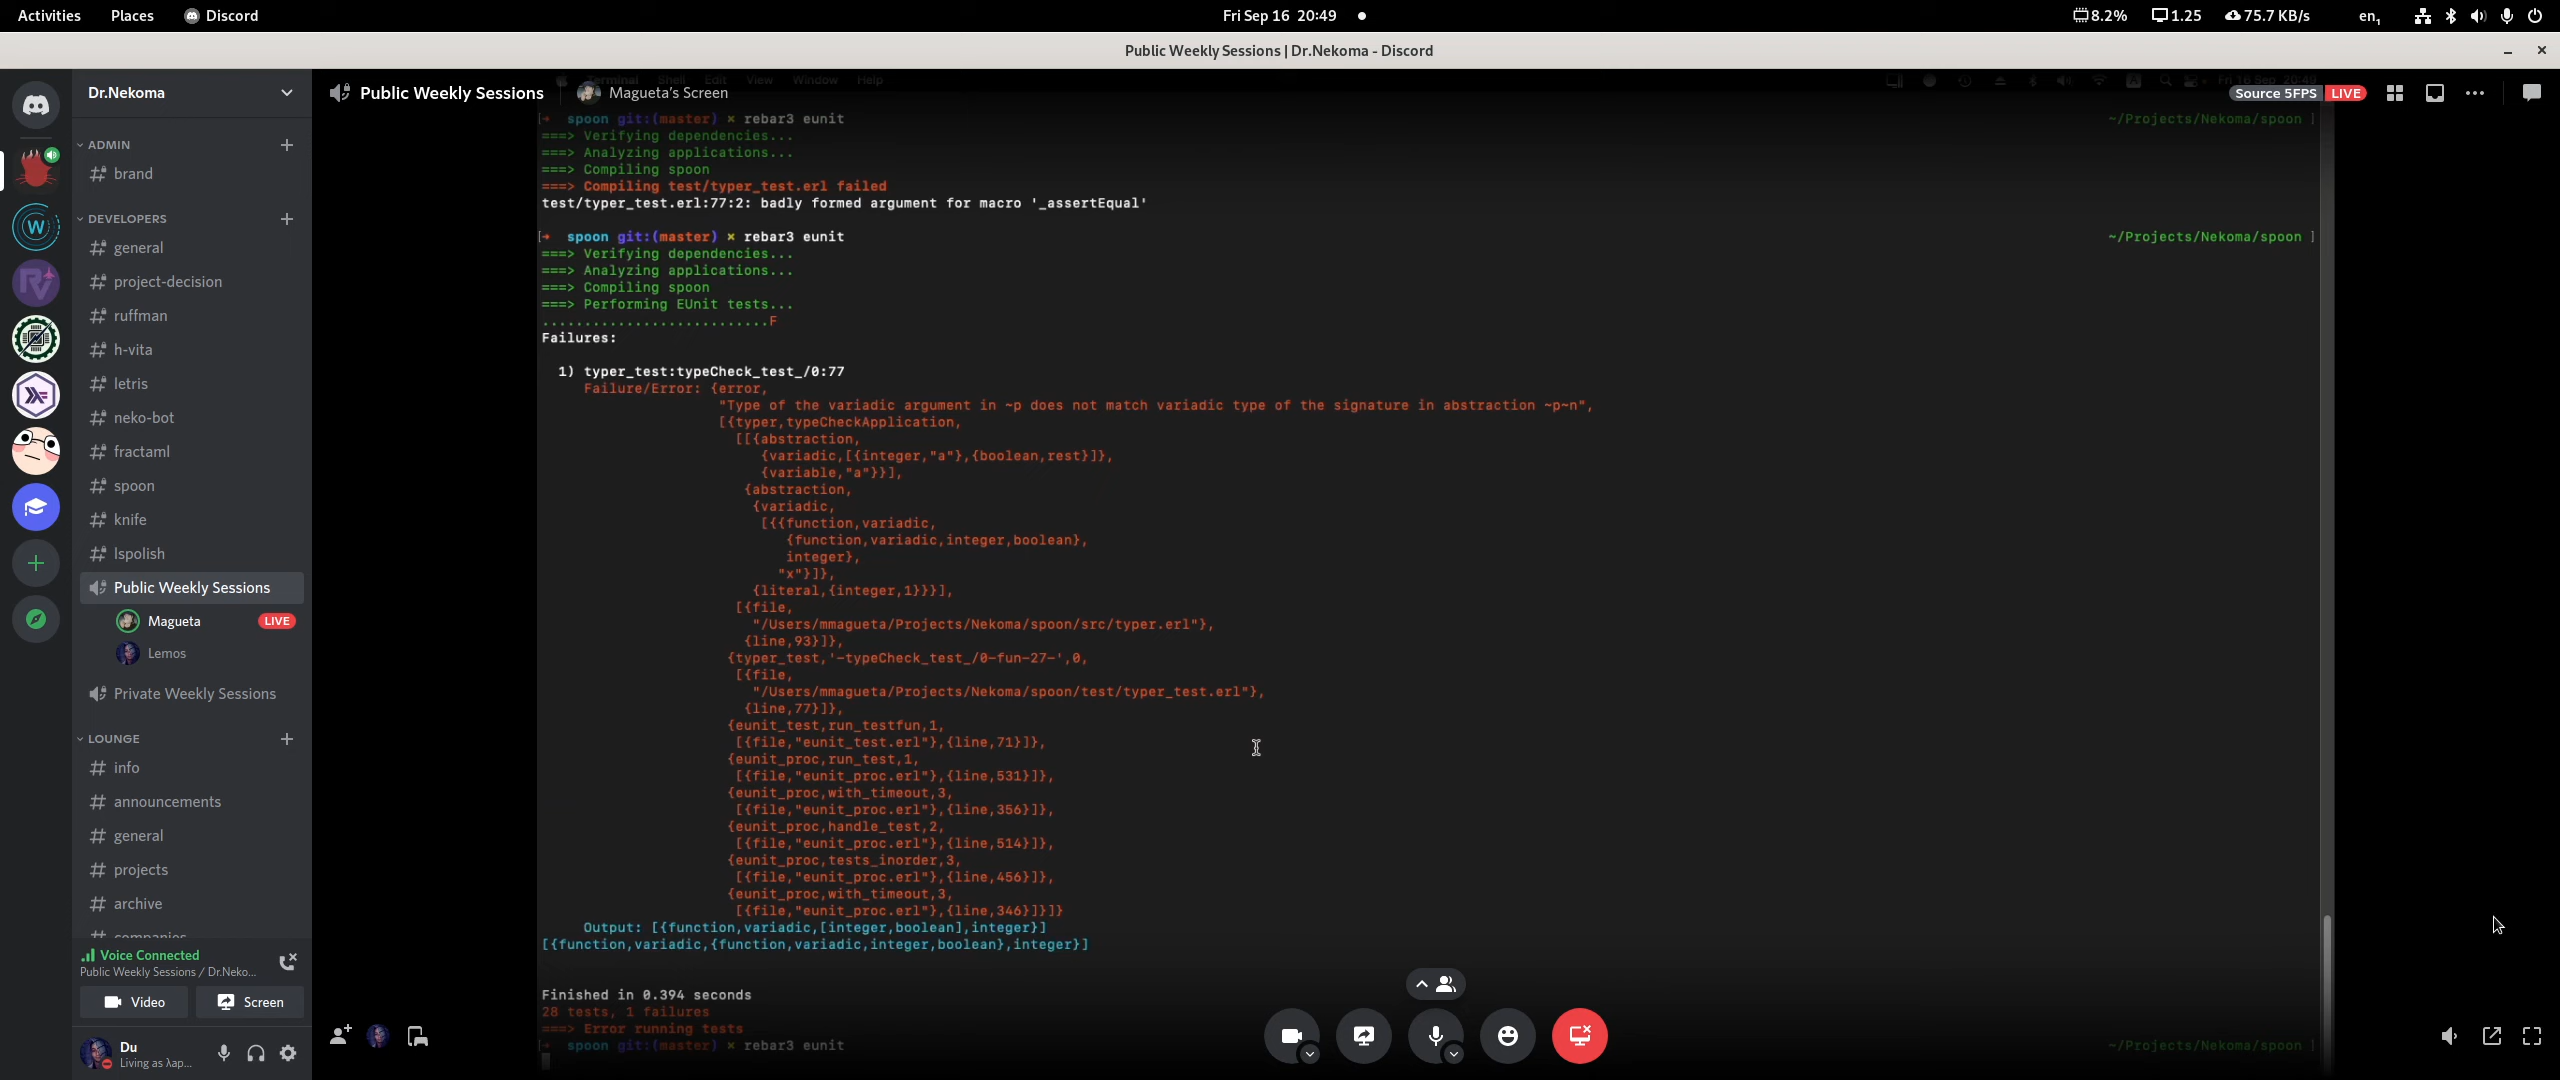 Activities Places Discord Fri Sep 16 20:49 8.2% 1.25 75.7 KB/s en1
Public Weekly Sessions | Dr.Nekoma - Discord
Dr.Nekoma
ADMIN
brand
DEVELOPERS
general
project-decision
ruffman
h-vita
letris
neko-bot
fractaml
spoon
knife
lspolish
Public Weekly Sessions
Magueta LIVE
Lemos
Private Weekly Sessions
LOUNGE
info
announcements
general
projects
archive
companies
Voice Connected
Public Weekly Sessions / Dr.Neko...
Video Screen
Du
Living as λap...
Terminal Shell Edit View Window Help Fri 16 Sep 20:49
Public Weekly Sessions Magueta's Screen Source 5FPS LIVE
[➜ spoon git:(master) × rebar3 eunit ~/Projects/Nekoma/spoon ]
===> Verifying dependencies...
===> Analyzing applications...
===> Compiling spoon
===> Compiling test/typer_test.erl failed
test/typer_test.erl:77:2: badly formed argument for macro '_assertEqual'
[➜ spoon git:(master) × rebar3 eunit ~/Projects/Nekoma/spoon ]
===> Verifying dependencies...
===> Analyzing applications...
===> Compiling spoon
===> Performing EUnit tests...
...........................F
Failures:
1) typer_test:typeCheck_test_/0:77
Failure/Error: {error,
"Type of the variadic argument in ~p does not match variadic type of the signature in abstraction ~p~n",
[{typer,typeCheckApplication,
[[{abstraction,
{variadic,[{integer,"a"},{boolean,rest}]},
{variable,"a"}}],
{abstraction,
{variadic,
[{{function,variadic,
{function,variadic,integer,boolean},
integer},
"x"}]},
{literal,{integer,1}}}],
[{file,
"/Users/mmagueta/Projects/Nekoma/spoon/src/typer.erl"},
{line,93}]},
{typer_test,'-typeCheck_test_/0-fun-27-',0,
[{file,
"/Users/mmagueta/Projects/Nekoma/spoon/test/typer_test.erl"},
{line,77}]},
{eunit_test,run_testfun,1,
[{file,"eunit_test.erl"},{line,71}]},
{eunit_proc,run_test,1,
[{file,"eunit_proc.erl"},{line,531}]},
{eunit_proc,with_timeout,3,
[{file,"eunit_proc.erl"},{line,356}]},
{eunit_proc,handle_test,2,
[{file,"eunit_proc.erl"},{line,514}]},
{eunit_proc,tests_inorder,3,
[{file,"eunit_proc.erl"},{line,456}]},
{eunit_proc,with_timeout,3,
[{file,"eunit_proc.erl"},{line,346}]}]}
Output: [{function,variadic,[integer,boolean],integer}]
[{function,variadic,{function,variadic,integer,boolean},integer}]
Finished in 0.394 seconds
28 tests, 1 failures
===> Error running tests
[➜ spoon git:(master) × rebar3 eunit ~/Projects/Nekoma/spoon ]